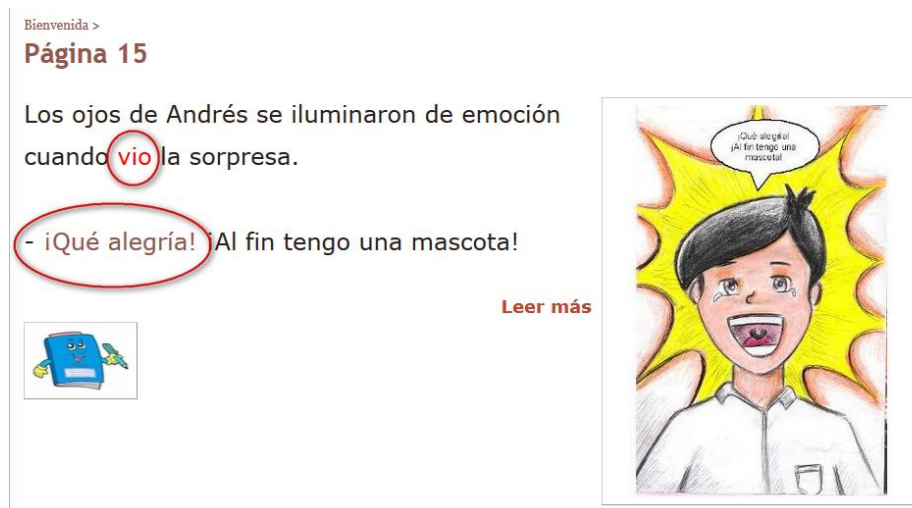 Bienvenida >
Página 15
Los ojos de Andrés se iluminaron de emoción
cuando vio la sorpresa.
- ¡Qué alegría! ¡Al fin tengo una mascota!
Leer más
¡Qué alegría!
¡Al fin tengo una
mascota!